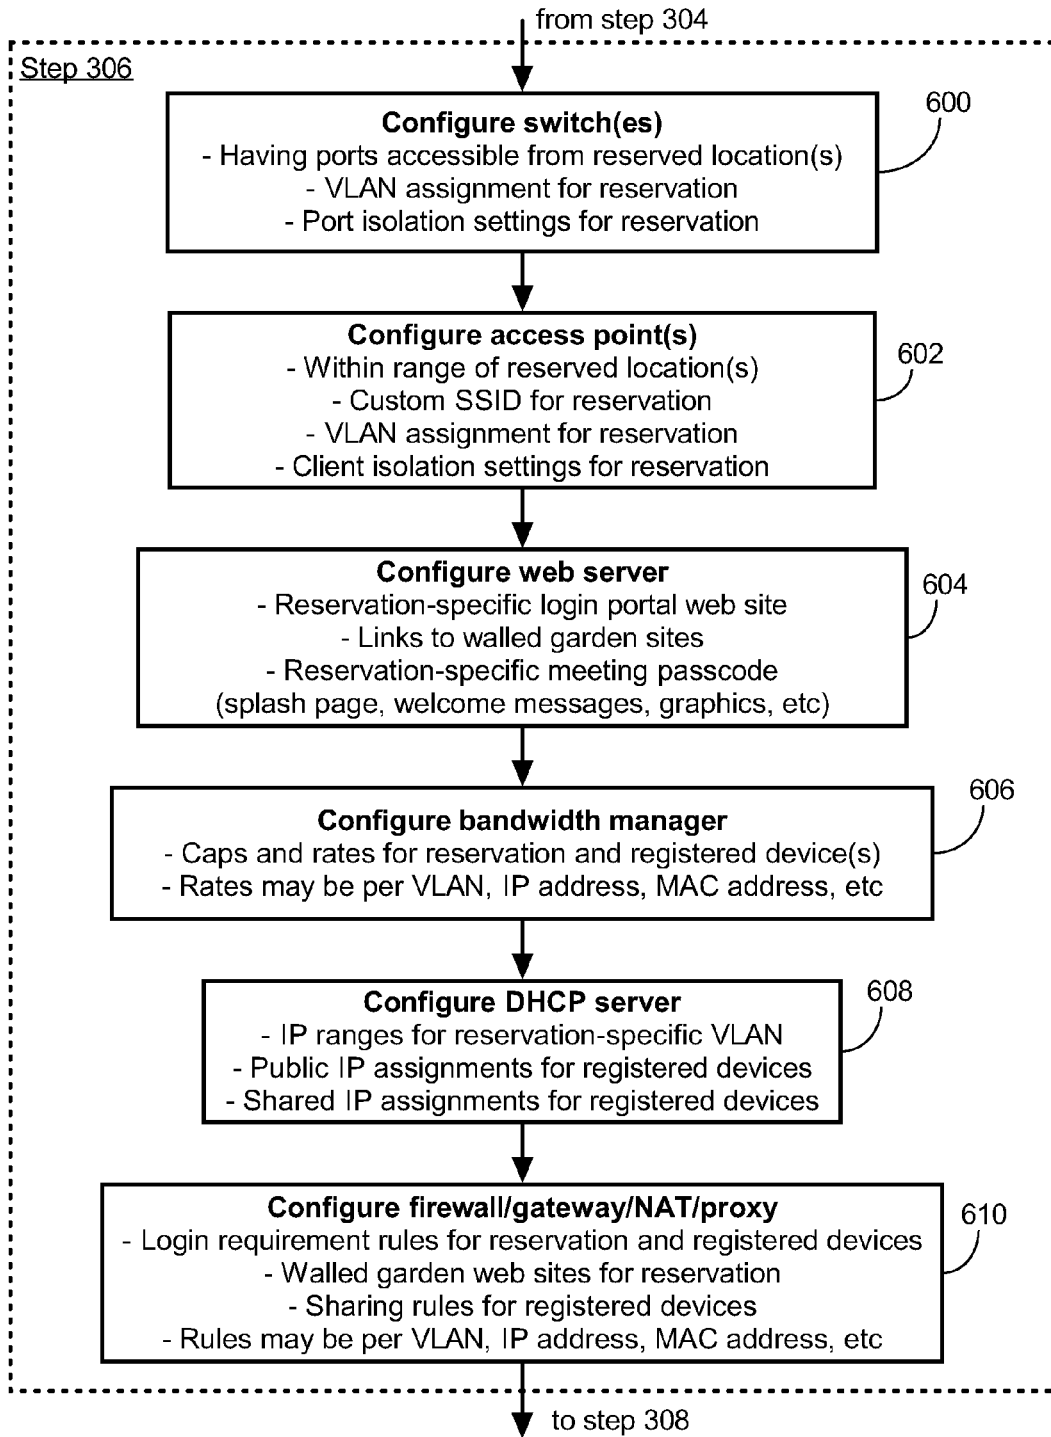 from step 304
Step 306
Configure switch(es)
- Having ports accessible from reserved location(s)
- VLAN assignment for reservation
- Port isolation settings for reservation
600
Configure access point(s)
- Within range of reserved location(s)
- Custom SSID for reservation
- VLAN assignment for reservation
- Client isolation settings for reservation
602
Configure web server
- Reservation-specific login portal web site
- Links to walled garden sites
- Reservation-specific meeting passcode
(splash page, welcome messages, graphics, etc)
604
Configure bandwidth manager
- Caps and rates for reservation and registered device(s)
- Rates may be per VLAN, IP address, MAC address, etc
606
Configure DHCP server
- IP ranges for reservation-specific VLAN
- Public IP assignments for registered devices
- Shared IP assignments for registered devices
608
Configure firewall/gateway/NAT/proxy
- Login requirement rules for reservation and registered devices
- Walled garden web sites for reservation
- Sharing rules for registered devices
- Rules may be per VLAN, IP address, MAC address, etc
610
to step 308